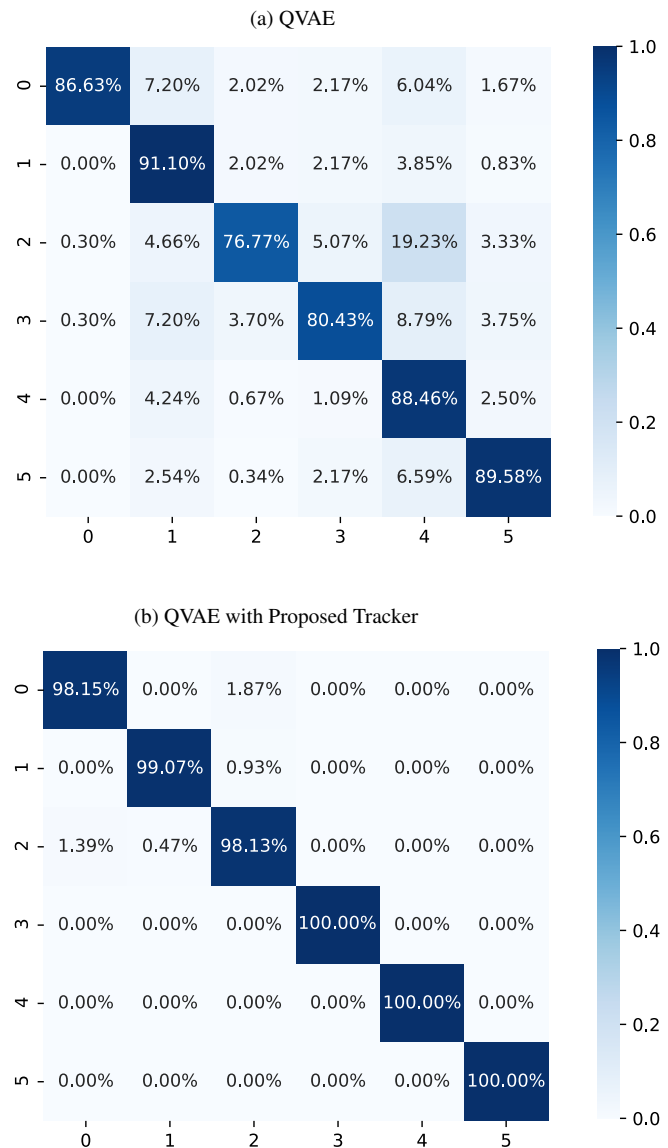 (a) QVAE
0 86.63% 7.20% 2.02% 2.17% 6.04% 1.67%
1 0.00% 91.10% 2.02% 2.17% 3.85% 0.83%
2 0.30% 4.66% 76.77% 5.07% 19.23% 3.33%
3 0.30% 7.20% 3.70% 80.43% 8.79% 3.75%
4 0.00% 4.24% 0.67% 1.09% 88.46% 2.50%
5 0.00% 2.54% 0.34% 2.17% 6.59% 89.58%
0 1 2 3 4 5
1.0
0.8
0.6
0.4
0.2
0.0
(b) QVAE with Proposed Tracker
0 98.15% 0.00% 1.87% 0.00% 0.00% 0.00%
1 0.00% 99.07% 0.93% 0.00% 0.00% 0.00%
2 1.39% 0.47% 98.13% 0.00% 0.00% 0.00%
3 0.00% 0.00% 0.00% 100.00% 0.00% 0.00%
4 0.00% 0.00% 0.00% 0.00% 100.00% 0.00%
5 0.00% 0.00% 0.00% 0.00% 0.00% 100.00%
0 1 2 3 4 5
1.0
0.8
0.6
0.4
0.2
0.0